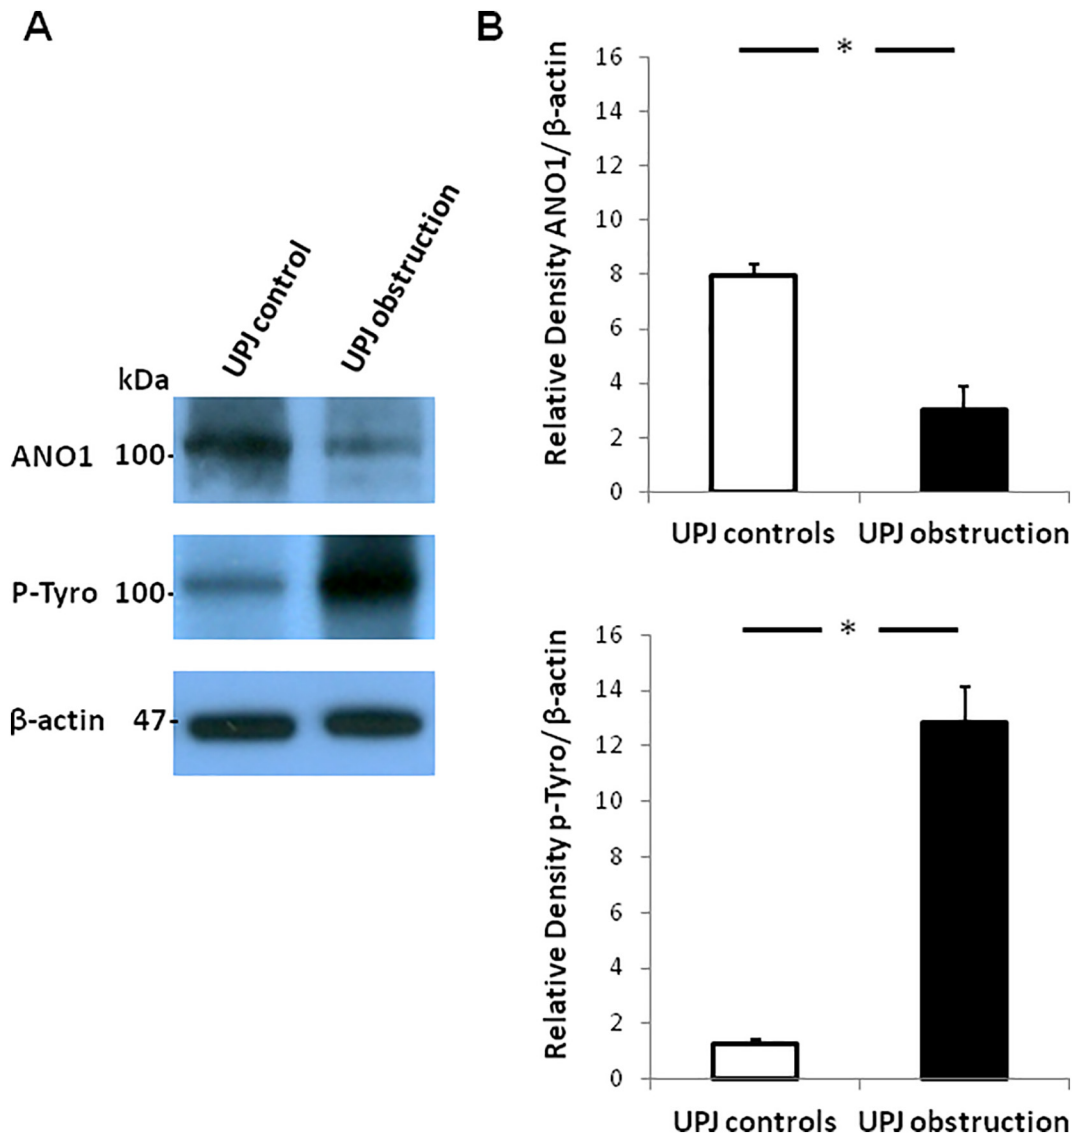 A
UPJ control
UPJ obstruction
kDa
ANO1 100-
P-Tyro 100-
β-actin 47-
B
*
Relative Density ANO1/ β-actin
16
14
12
10
8
6
4
2
0
UPJ controls UPJ obstruction
*
Relative Density p-Tyro/ β-actin
16
14
12
10
8
6
4
2
0
UPJ controls UPJ obstruction